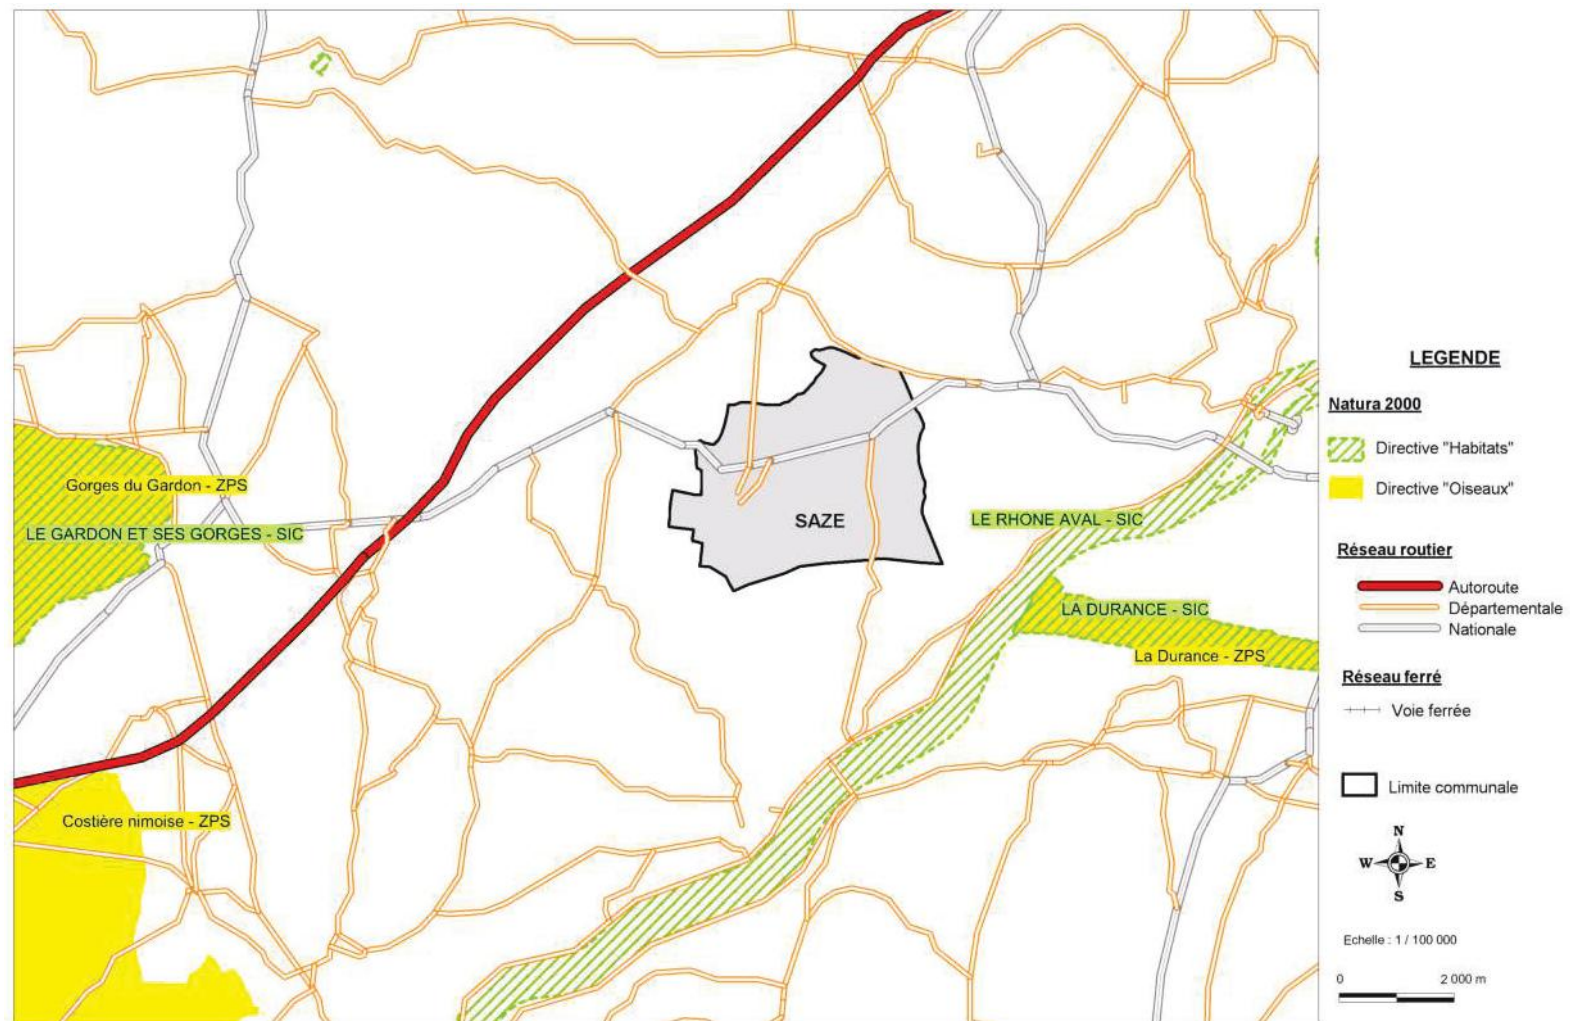 Gorges du Gardon - ZPS
LE GARDON ET SES GORGES - SIC
SAZE
LE RHONE AVAL - SIC
LA DURANCE - SIC
La Durance - ZPS
Costière nimoise - ZPS
LEGENDE
Natura 2000
Directive "Habitats"
Directive "Oiseaux"
Réseau routier
Autoroute
Départementale
Nationale
Réseau ferré
Voie ferrée
Limite communale
N
W E
S
Echelle : 1 / 100 000
0 2 000 m